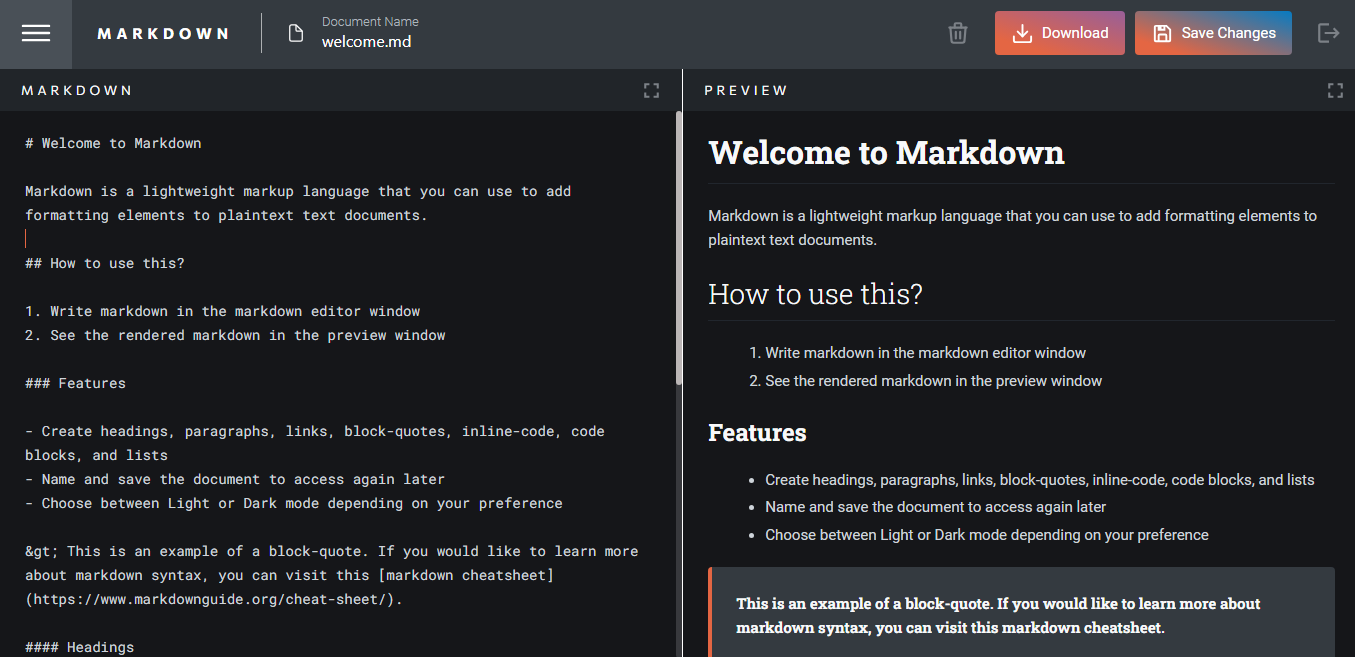 MARKDOWN
Document Name
welcome.md
Download
Save Changes
MARKDOWN
# Welcome to Markdown
Markdown is a lightweight markup language that you can use to add
formatting elements to plaintext text documents.
## How to use this?
1. Write markdown in the markdown editor window
2. See the rendered markdown in the preview window
### Features
- Create headings, paragraphs, links, block-quotes, inline-code, code
blocks, and lists
- Name and save the document to access again later
- Choose between Light or Dark mode depending on your preference
&gt; This is an example of a block-quote. If you would like to learn more
about markdown syntax, you can visit this [markdown cheatsheet]
(https://www.markdownguide.org/cheat-sheet/).
#### Headings
PREVIEW
Welcome to Markdown
Markdown is a lightweight markup language that you can use to add formatting elements to
plaintext text documents.
How to use this?
1. Write markdown in the markdown editor window
2. See the rendered markdown in the preview window
Features
• Create headings, paragraphs, links, block-quotes, inline-code, code blocks, and lists
• Name and save the document to access again later
• Choose between Light or Dark mode depending on your preference
This is an example of a block-quote. If you would like to learn more about
markdown syntax, you can visit this markdown cheatsheet.